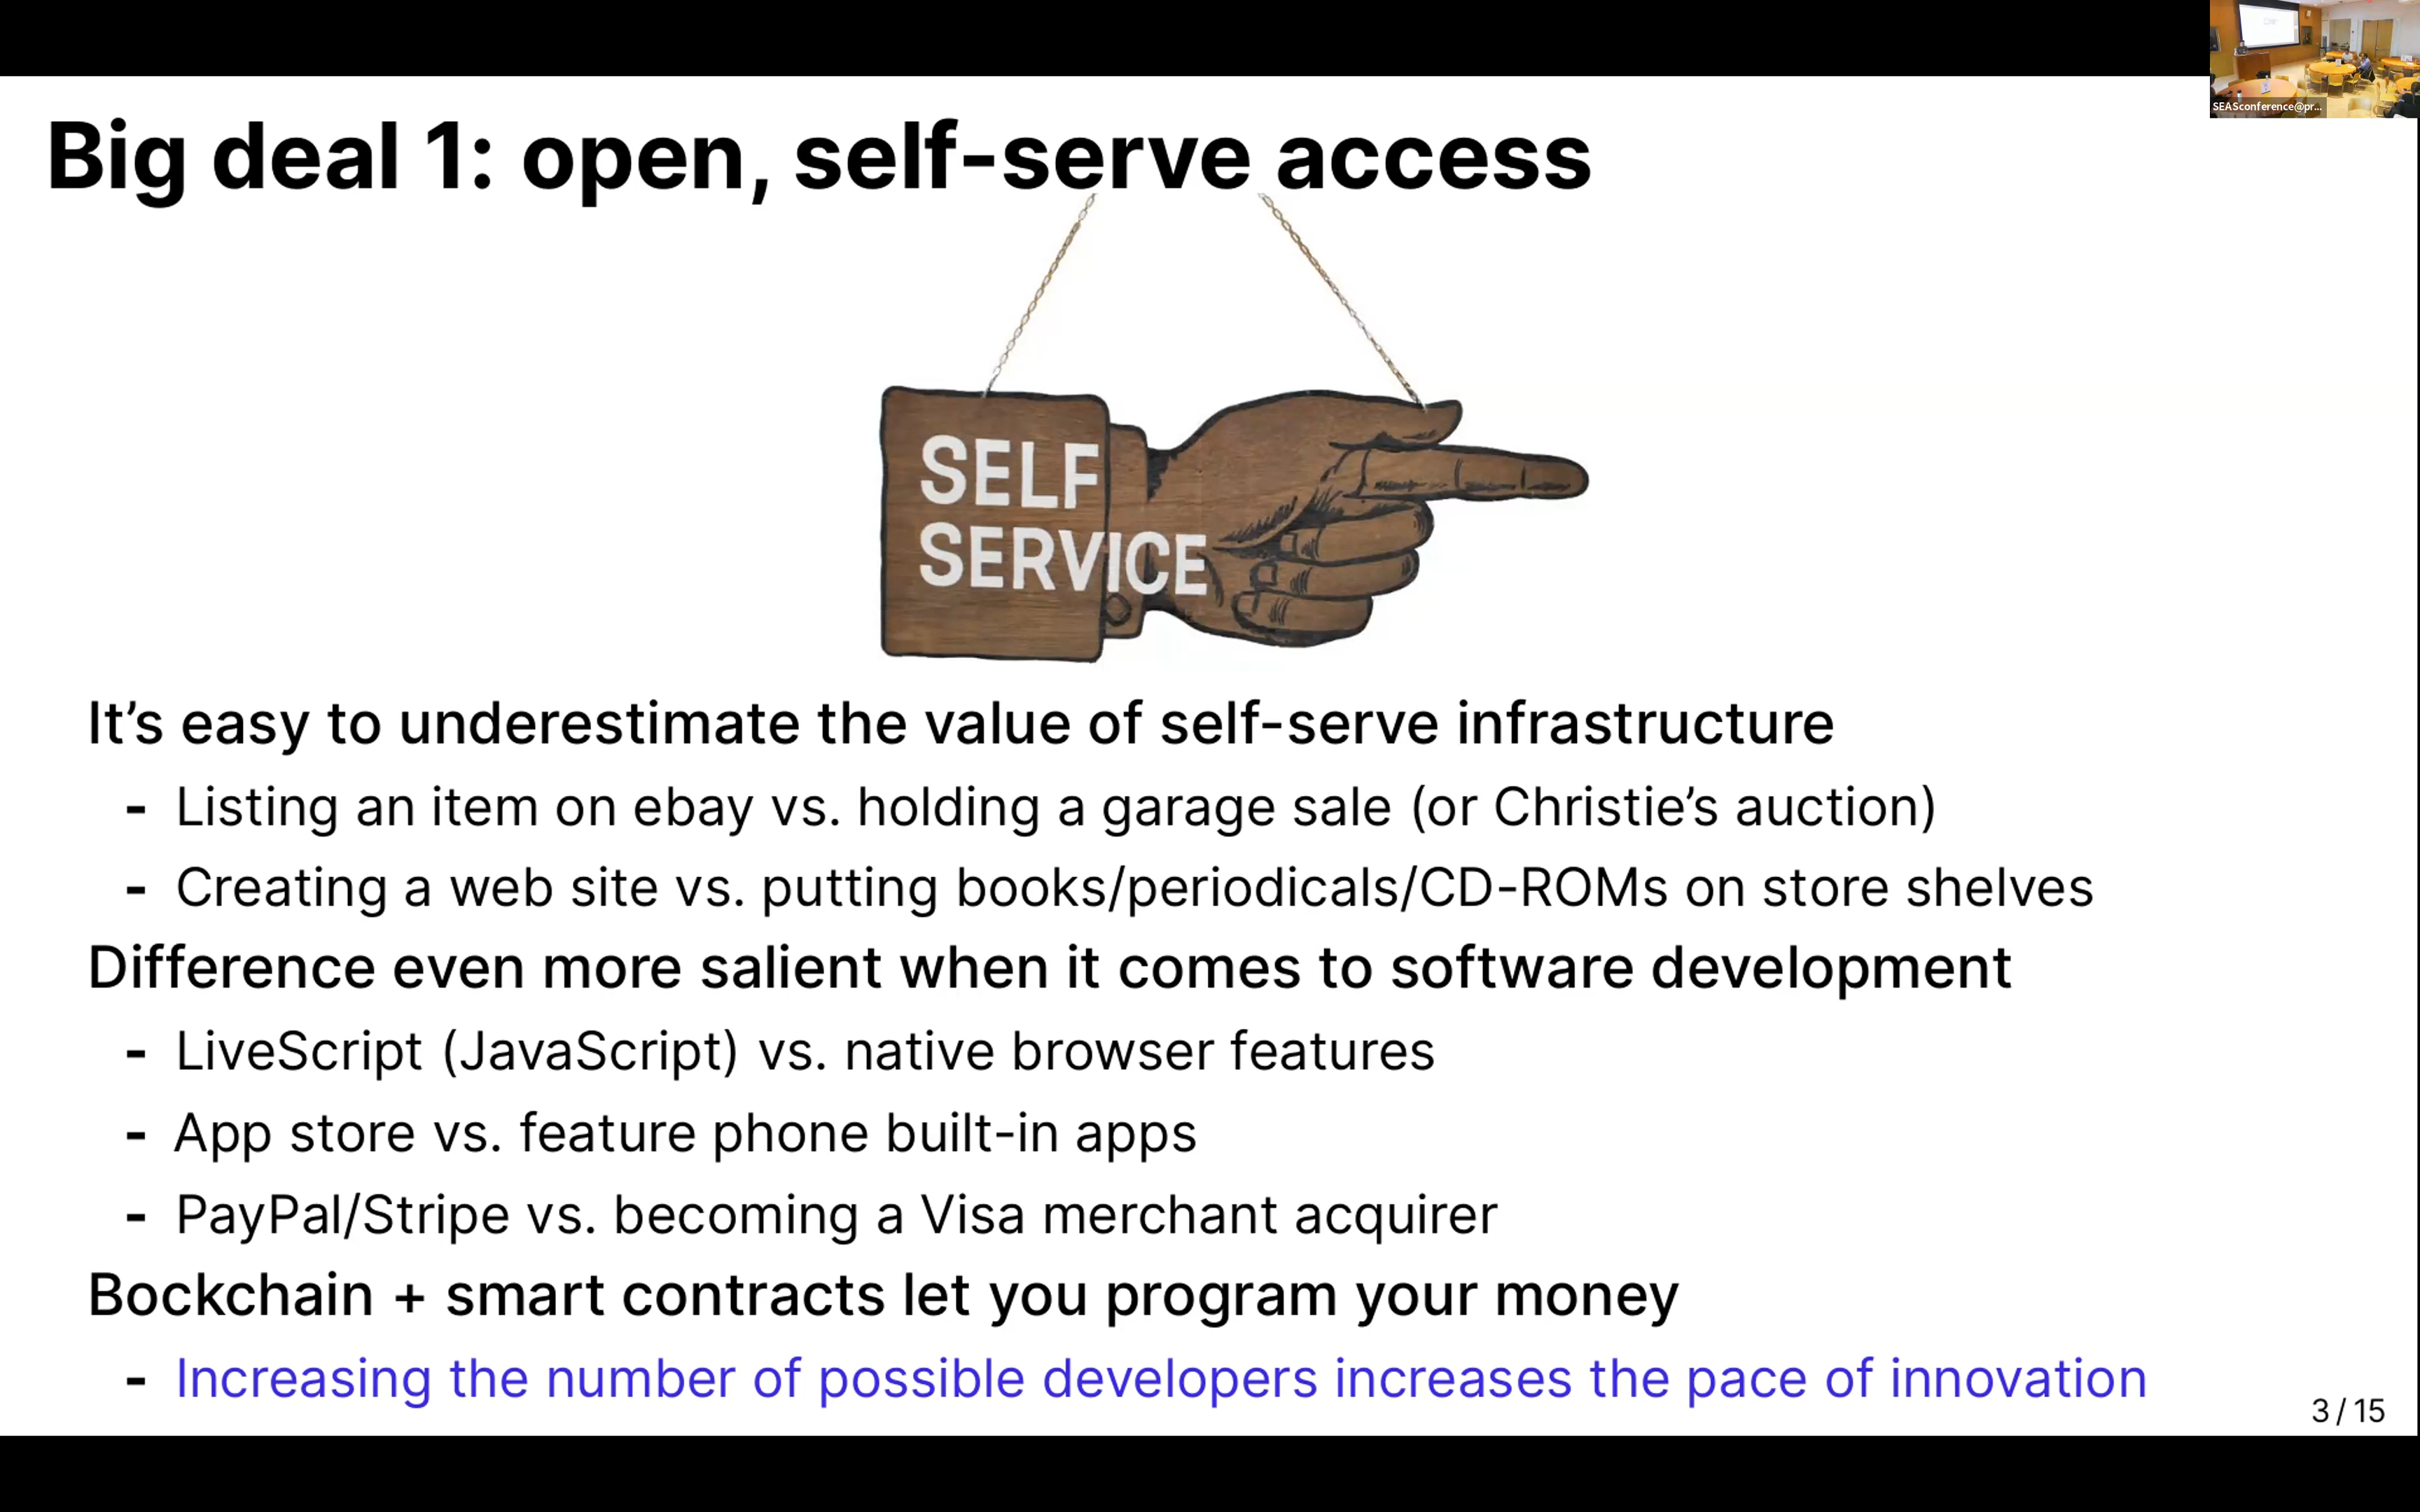 SEASconference@pr...
Big deal 1: open, self-serve access
SELF
SERVICE
It’s easy to underestimate the value of self-serve infrastructure
- Listing an item on ebay vs. holding a garage sale (or Christie’s auction)
- Creating a web site vs. putting books/periodicals/CD-ROMs on store shelves
Difference even more salient when it comes to software development
- LiveScript (JavaScript) vs. native browser features
- App store vs. feature phone built-in apps
- PayPal/Stripe vs. becoming a Visa merchant acquirer
Bockchain + smart contracts let you program your money
- Increasing the number of possible developers increases the pace of innovation
3 / 15